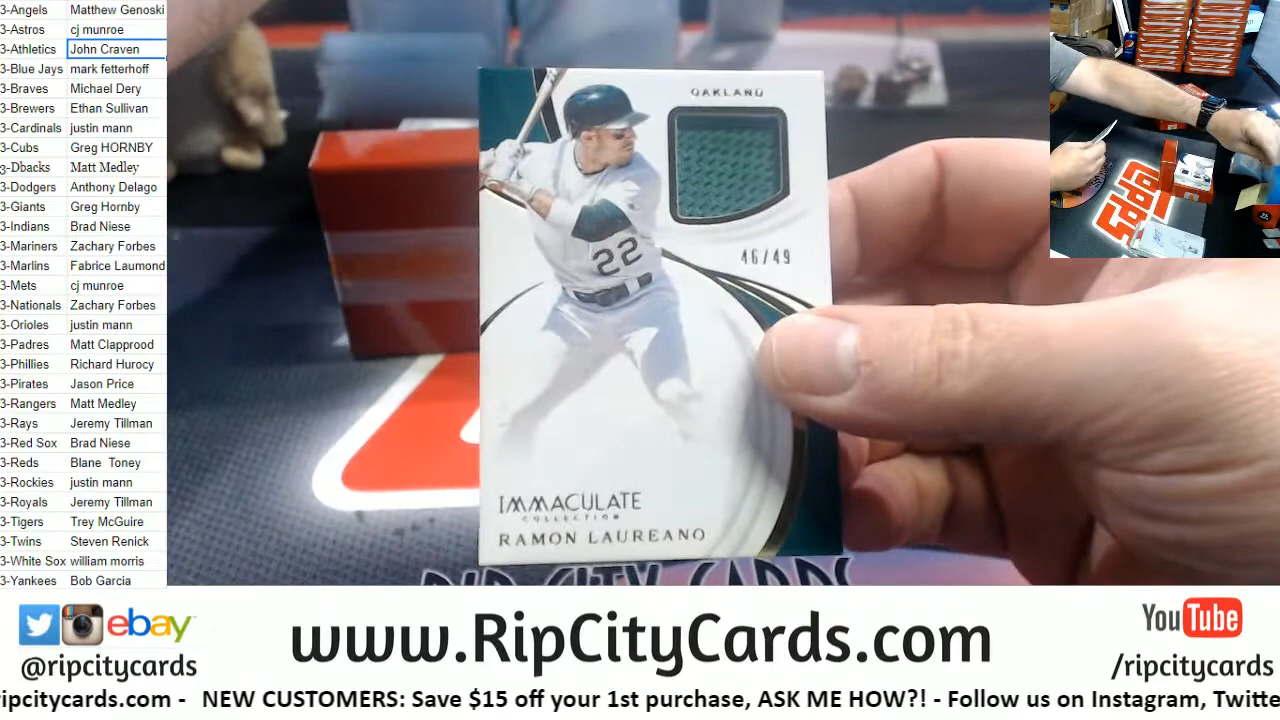 3-Angels Matthew Genoski
3-Astros cj munroe
3-Athletics John Craven
3-Blue Jays mark fetterhoff
3-Braves Michael Dery
3-Brewers Ethan Sullivan
3-Cardinals justin mann
3-Cubs Greg HORNBY
3-Dbacks Matt Medley
3-Dodgers Anthony Delago
3-Giants Greg Hornby
3-Indians Brad Niese
3-Mariners Zachary Forbes
3-Marlins Fabrice Laumond
3-Mets cj munroe
3-Nationals Zachary Forbes
3-Orioles justin mann
3-Padres Matt Clapprood
3-Phillies Richard Hurocy
3-Pirates Jason Price
3-Rangers Matt Medley
3-Rays Jeremy Tillman
3-Red Sox Brad Niese
3-Reds Blane Toney
3-Rockies justin mann
3-Royals Jeremy Tillman
3-Tigers Trey McGuire
3-Twins Steven Renick
3-White Sox william morris
3-Yankees Bob Garcia
OAKLAND
46/49
22
IMMACULATE
COLLECTION
RAMON LAUREANO
RIP CITY CARDS
topps
ebay
@ripcitycards
www.RipCityCards.com
YouTube
/ripcitycards
ripcitycards.com - NEW CUSTOMERS: Save $15 off your 1st purchase, ASK ME HOW?! - Follow us on Instagram, Twitte